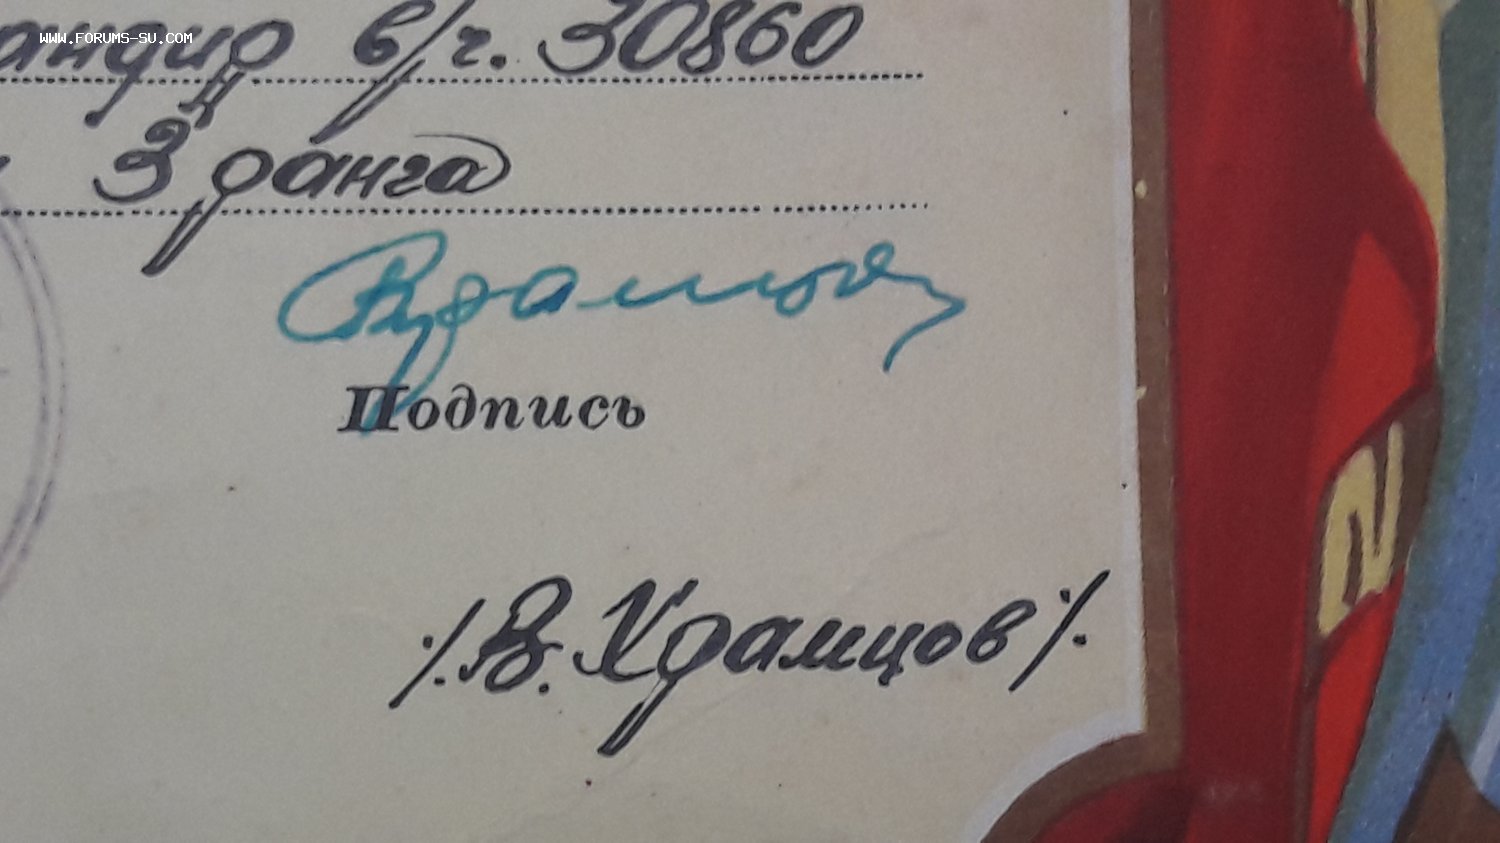 WWW.FORUMS-SU.COM
андир в/ч. 30860
3 ранга
Подпись
/В. Храмцов/